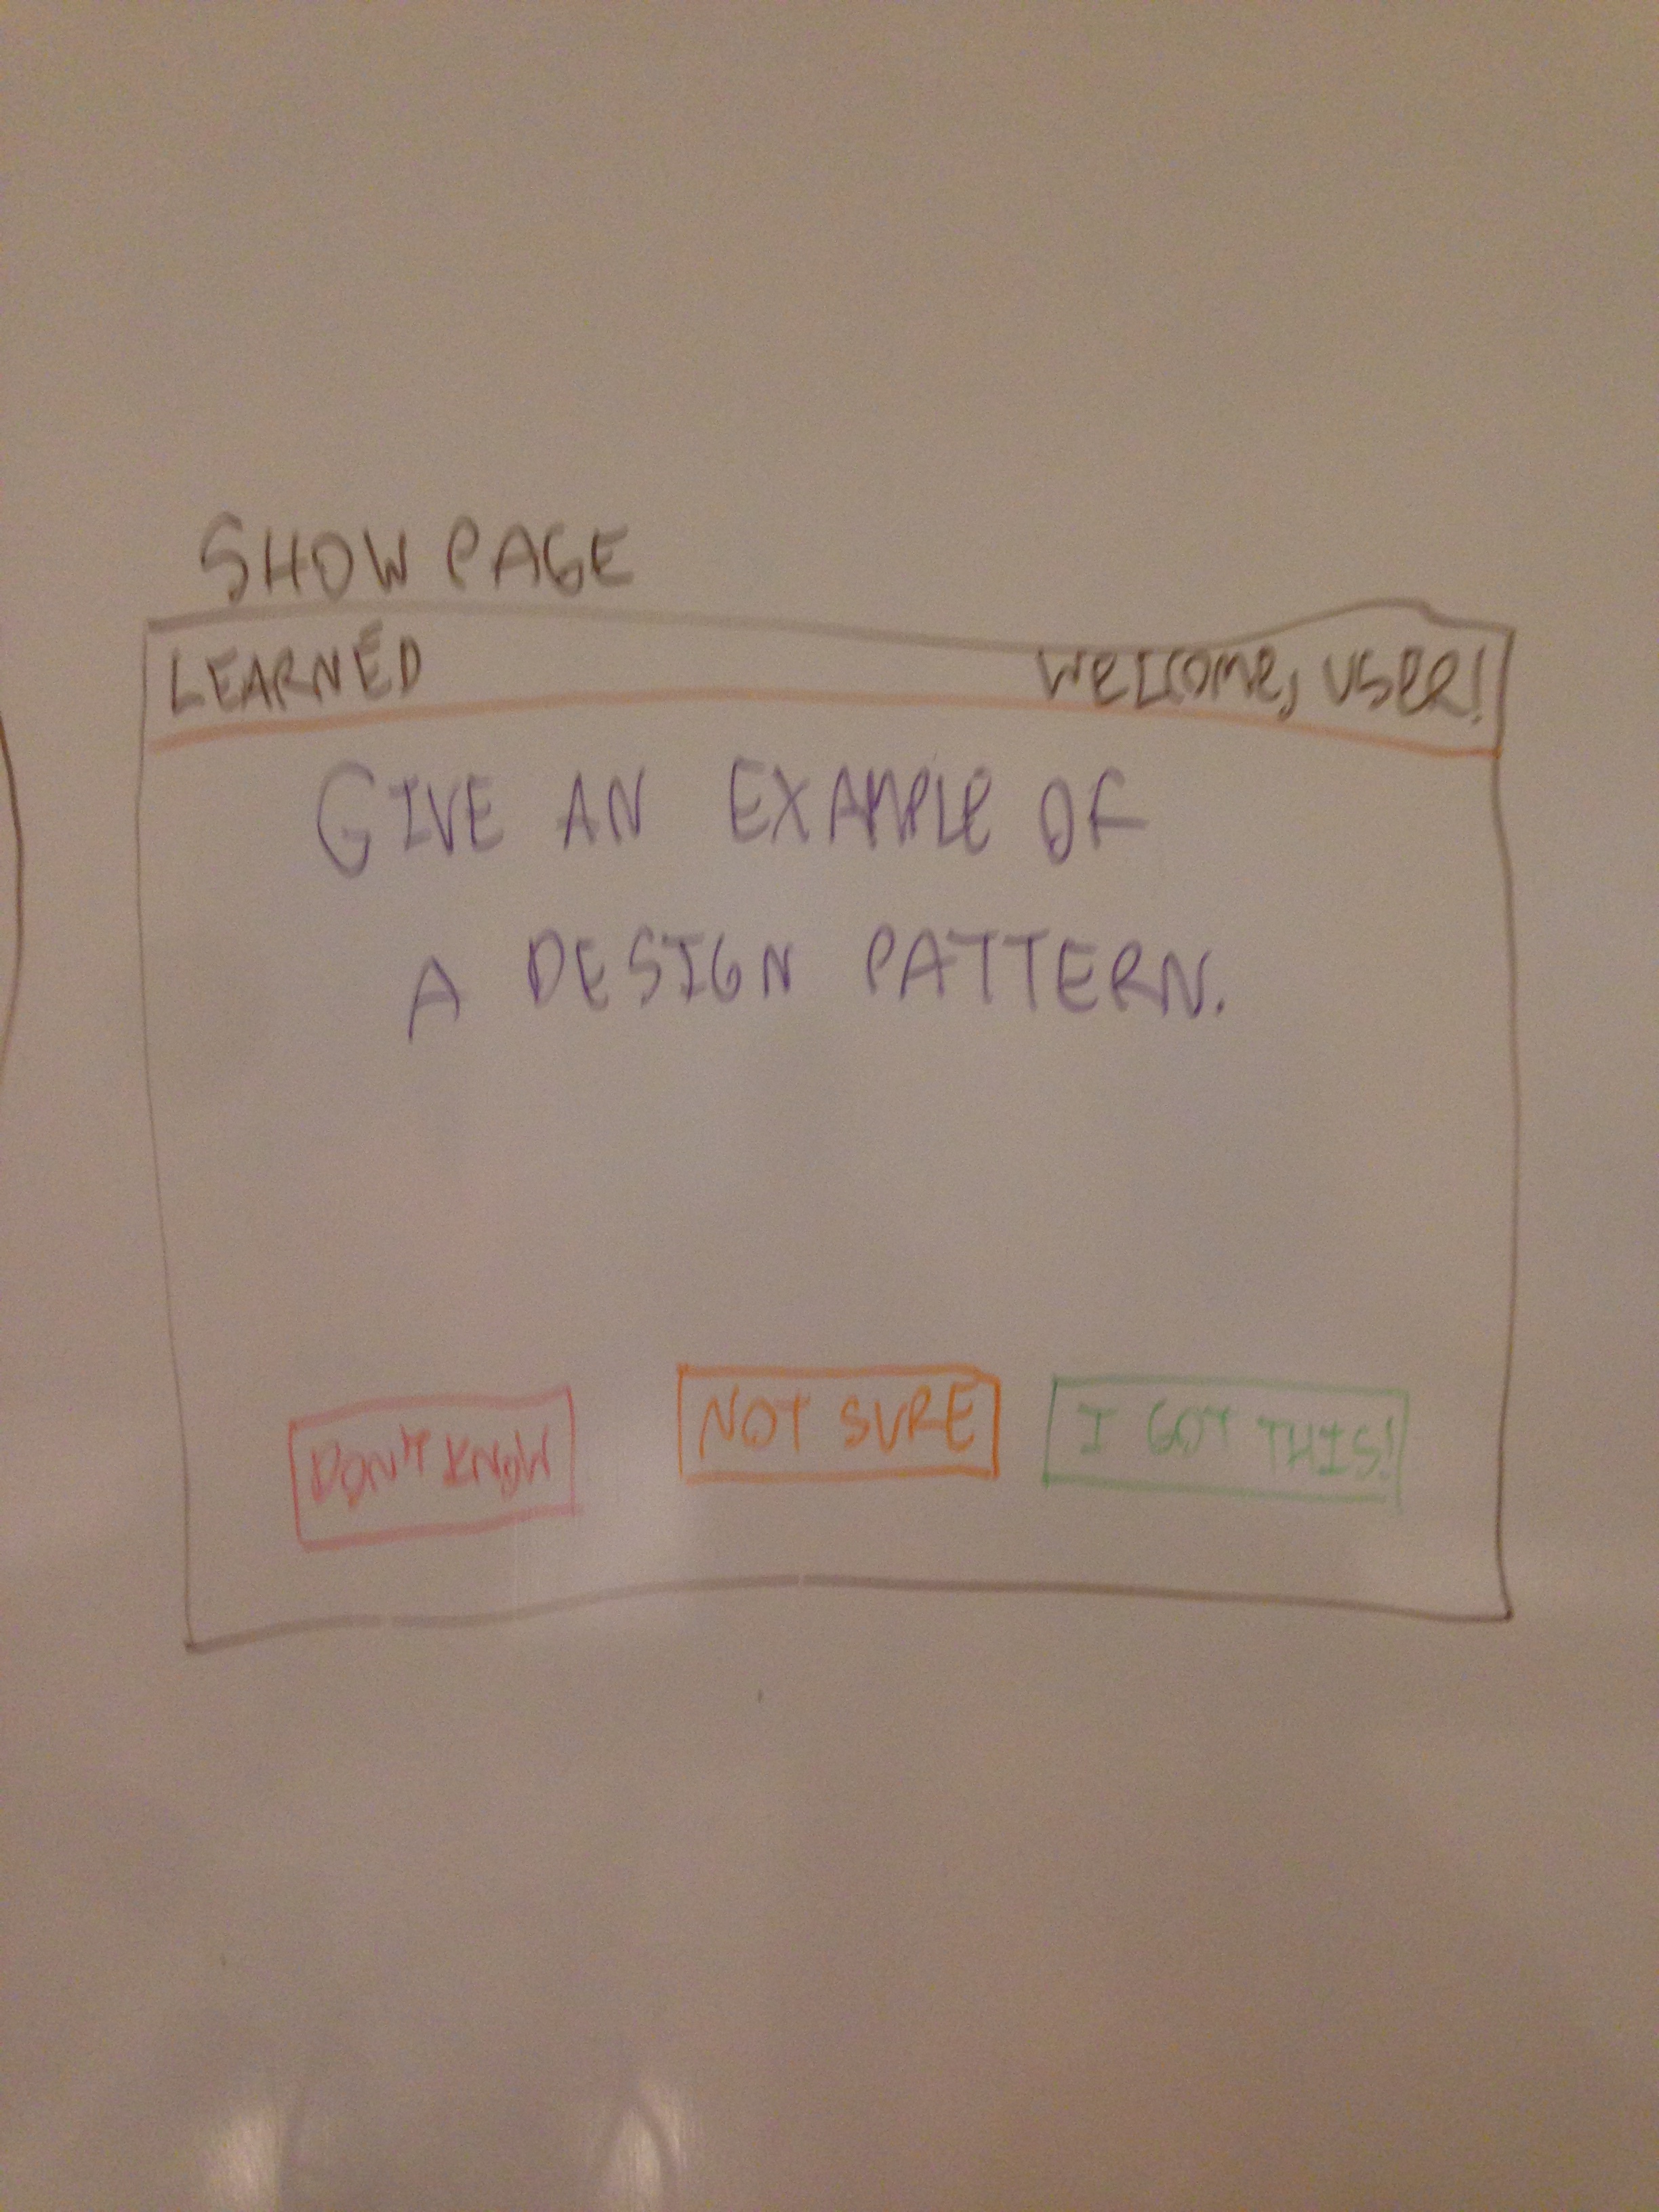 SHOW PAGE
LEARNED
WELCOME, USER!
GIVE AN EXAMPLE OF
A DESIGN PATTERN.
DON'T KNOW
NOT SURE
I GOT THIS!